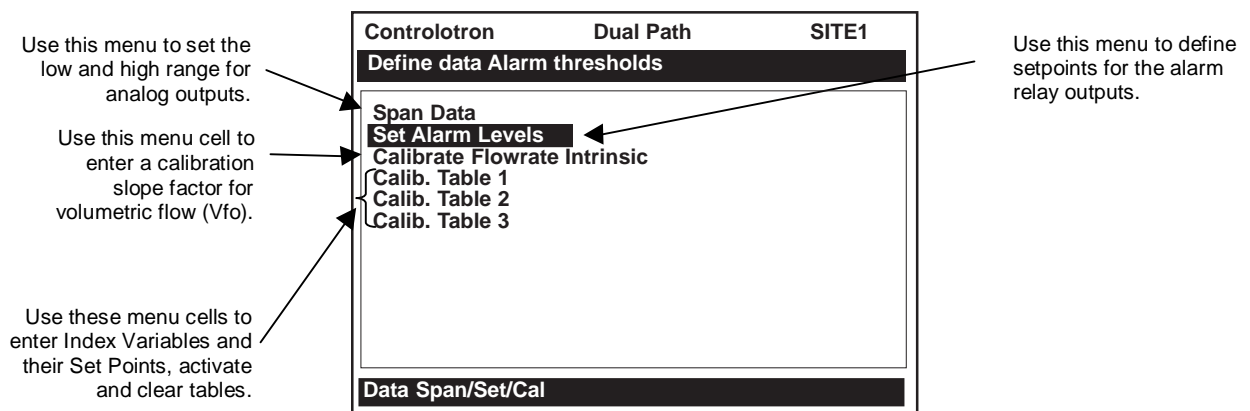 Use this menu to set the
low and high range for
analog outputs.
Use this menu cell to
enter a calibration
slope factor for
volumetric flow (Vfo).
Use these menu cells to
enter Index Variables and
their Set Points, activate
and clear tables.
Controlotron Dual Path SITE1
Define data Alarm thresholds
Span Data
Set Alarm Levels
Calibrate Flowrate Intrinsic
Calib. Table 1
Calib. Table 2
Calib. Table 3
Data Span/Set/Cal
Use this menu to define
setpoints for the alarm
relay outputs.